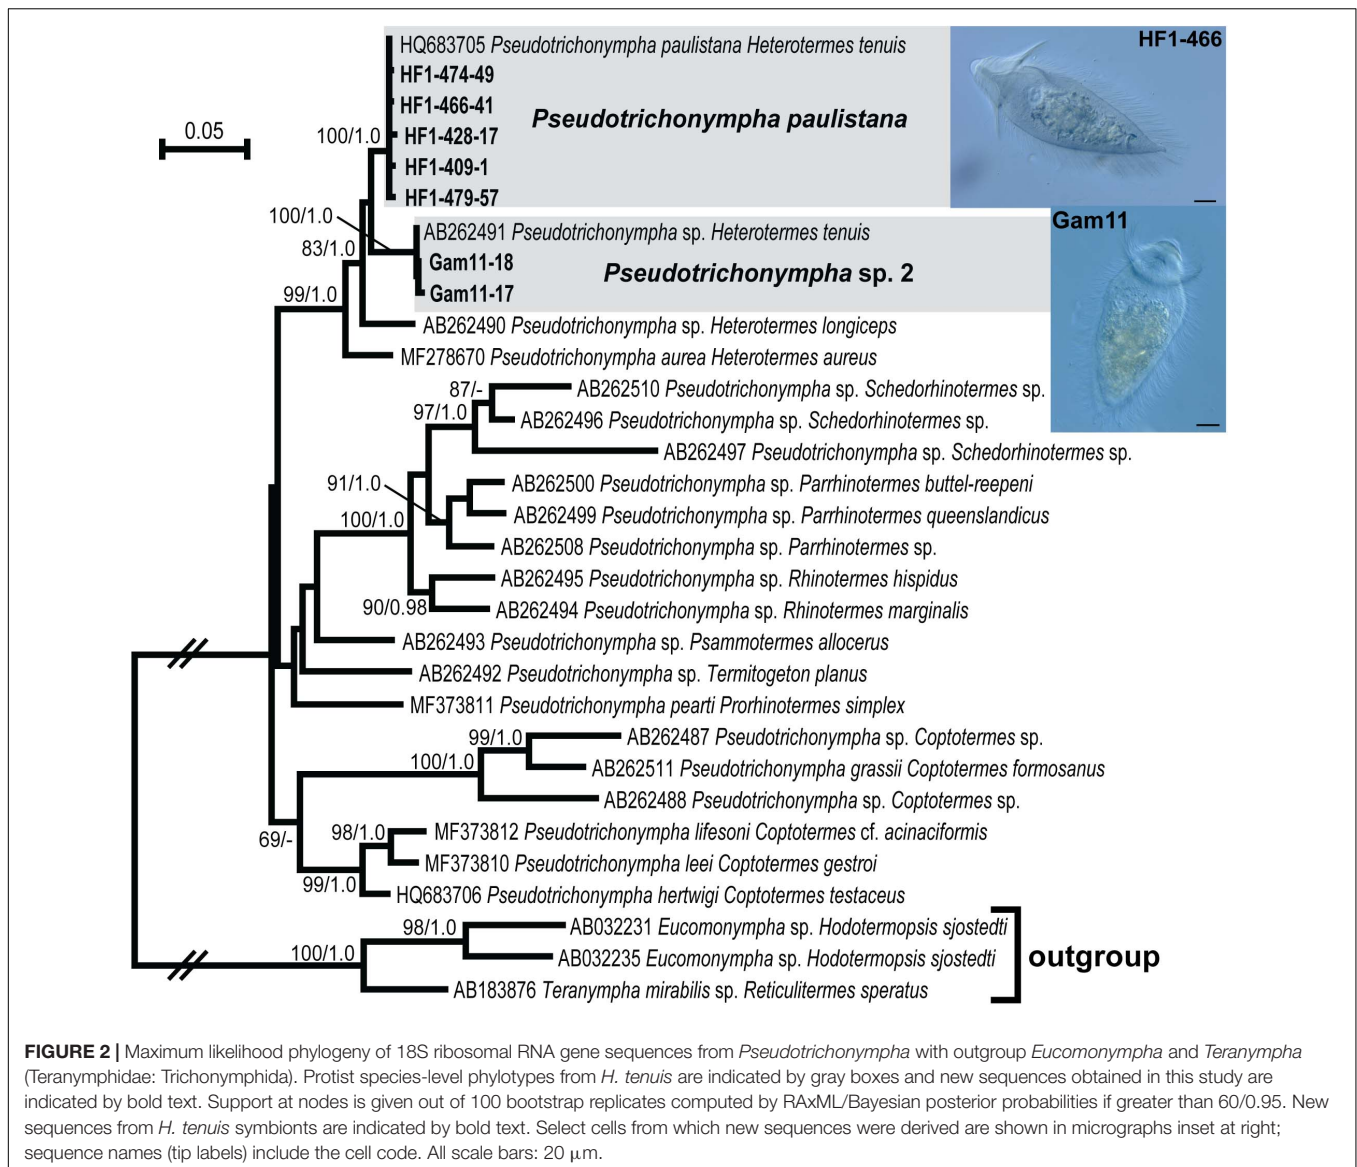 HF1-466
HQ683705 Pseudotrichonympha paulistana Heterotermes tenuis
HF1-474-49
HF1-466-41
Pseudotrichonympha paulistana
0.05
100/1.0
HF1-428-17
HF1-409-1
HF1-479-57
100/1.0
Gam11
AB262491 Pseudotrichonympha sp. Heterotermes tenuis
83/1.0
Gam11-18
Pseudotrichonympha sp. 2
Gam11-17
99/1.0
AB262490 Pseudotrichonympha sp. Heterotermes longiceps
MF278670 Pseudotrichonympha aurea Heterotermes aureus
87/-
AB262510 Pseudotrichonympha sp. Schedorhinotermes sp.
97/1.0
AB262496 Pseudotrichonympha sp. Schedorhinotermes sp.
AB262497 Pseudotrichonympha sp. Schedorhinotermes sp.
91/1.0
AB262500 Pseudotrichonympha sp. Parrhinotermes buttel-reepeni
AB262499 Pseudotrichonympha sp. Parrhinotermes queenslandicus
100/1.0
AB262508 Pseudotrichonympha sp. Parrhinotermes sp.
AB262495 Pseudotrichonympha sp. Rhinotermes hispidus
90/0.98
AB262494 Pseudotrichonympha sp. Rhinotermes marginalis
AB262493 Pseudotrichonympha sp. Psammotermes allocerus
AB262492 Pseudotrichonympha sp. Termitogeton planus
MF373811 Pseudotrichonympha pearti Prorhinotermes simplex
99/1.0
AB262487 Pseudotrichonympha sp. Coptotermes sp.
100/1.0
AB262511 Pseudotrichonympha grassii Coptotermes formosanus
AB262488 Pseudotrichonympha sp. Coptotermes sp.
69/-
98/1.0
MF373812 Pseudotrichonympha lifesoni Coptotermes cf. acinaciformis
MF373810 Pseudotrichonympha leei Coptotermes gestroi
99/1.0
HQ683706 Pseudotrichonympha hertwigi Coptotermes testaceus
98/1.0
AB032231 Eucomonympha sp. Hodotermopsis sjostedti
100/1.0
AB032235 Eucomonympha sp. Hodotermopsis sjostedti
outgroup
AB183876 Teranympha mirabilis sp. Reticulitermes speratus
FIGURE 2 | Maximum likelihood phylogeny of 18S ribosomal RNA gene sequences from Pseudotrichonympha with outgroup Eucomonympha and Teranympha
(Teranymphidae: Trichonymphida). Protist species-level phylotypes from H. tenuis are indicated by gray boxes and new sequences obtained in this study are
indicated by bold text. Support at nodes is given out of 100 bootstrap replicates computed by RAxML/Bayesian posterior probabilities if greater than 60/0.95. New
sequences from H. tenuis symbionts are indicated by bold text. Select cells from which new sequences were derived are shown in micrographs inset at right;
sequence names (tip labels) include the cell code. All scale bars: 20 μm.